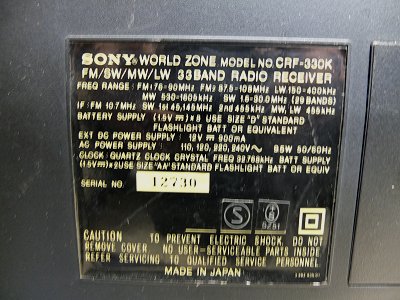 SONY WORLD ZONE MODEL NO. CRF-330K
FM/SW/MW/LW 33BAND RADIO RECEIVER
FREQ RANGE: FM1 76-90MHz FM2 87.5-108MHz LW 150-400kHz
MW 530-1605kHz SW 1.6-30.0MHz (29 BANDS)
IF: FM 10.7MHz SW 1st 45,145MHz 2nd 455kHz MW, LW 455kHz
BATTERY SUPPLY (1.5V⎓)×8 USE SIZE "D" STANDARD
FLASHLIGHT BATT OR EQUIVALENT
EXT DC POWER SUPPLY: 12V⎓ 900mA
AC POWER SUPPLY: 110, 120, 220, 240V~ 25W 50/60Hz
CLOCK: QUARTZ CLOCK CRYSTAL FREQ 32,768kHz BATT SUPPLY
(1.5V⎓)×2 USE SIZE "AA" STANDARD FLASHLIGHT BATT OR EQUIV
SERIAL NO. 12730
S
CAUTION TO PREVENT ELECTRIC SHOCK, DO NOT
REMOVE COVER. NO USER-SERVICEABLE PARTS INSIDE
REFER SERVICING TO QUALIFIED SERVICE PERSONNEL.
MADE IN JAPAN